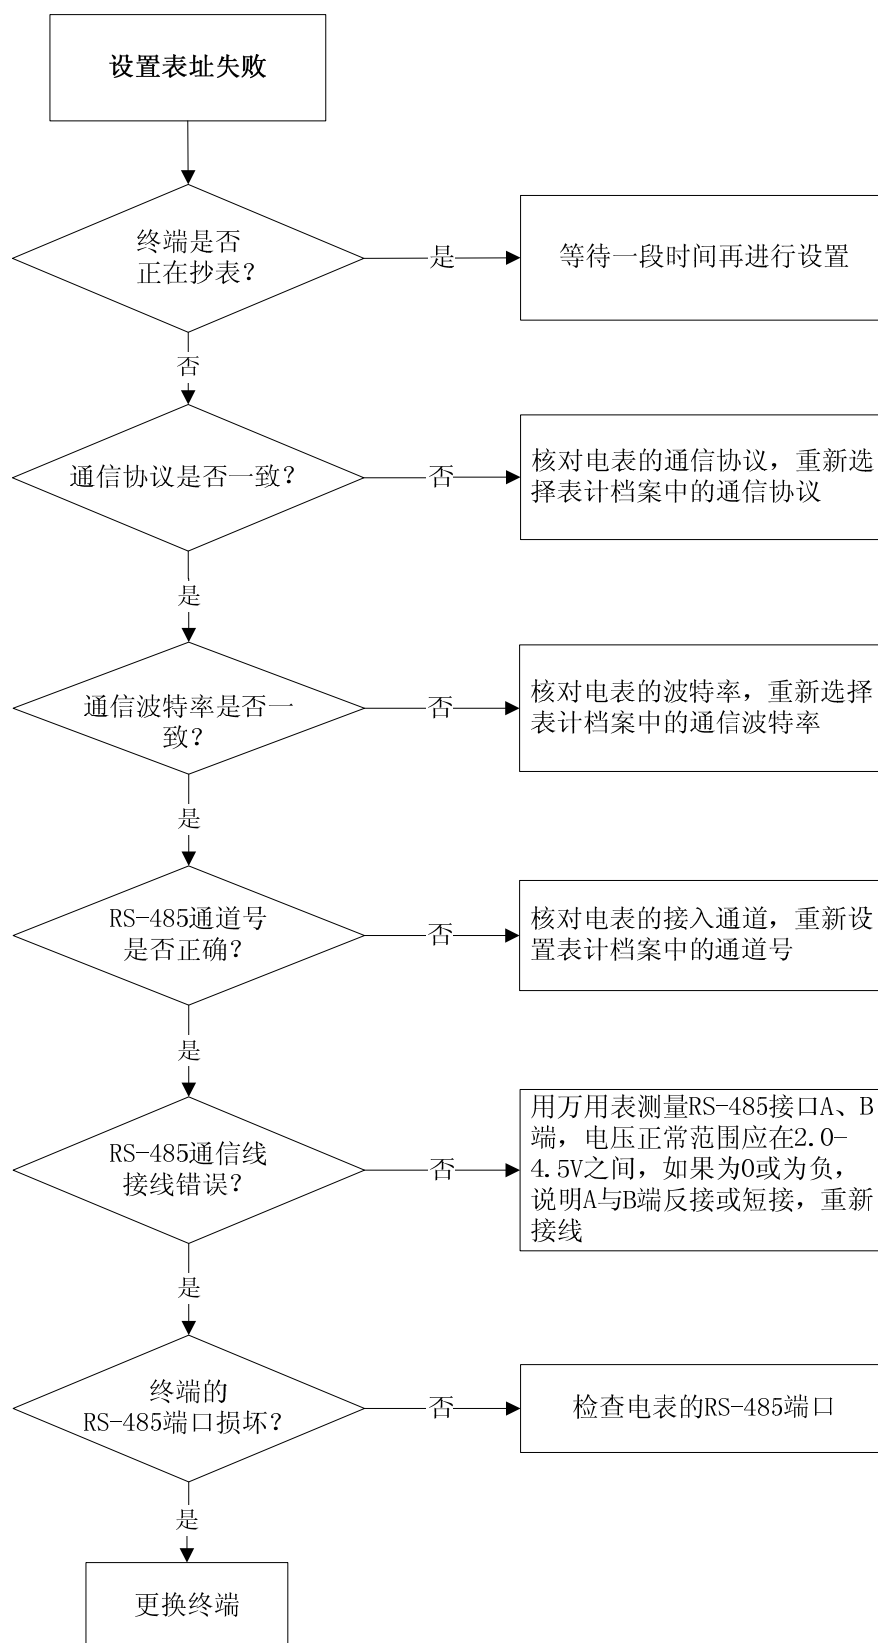 设置表址失败
终端是否
正在抄表？
是
等待一段时间再进行设置
否
通信协议是否一致？
否
核对电表的通信协议，重新选
择表计档案中的通信协议
是
通信波特率是否一
致？
否
核对电表的波特率，重新选择
表计档案中的通信波特率
是
RS-485通道号
是否正确？
否
核对电表的接入通道，重新设
置表计档案中的通道号
是
RS-485通信线
接线错误？
否
用万用表测量RS-485接口A、B
端，电压正常范围应在2.0-
4.5V之间，如果为0或为负，
说明A与B端反接或短接，重新
接线
是
终端的
RS-485端口损坏？
否
检查电表的RS-485端口
是
更换终端